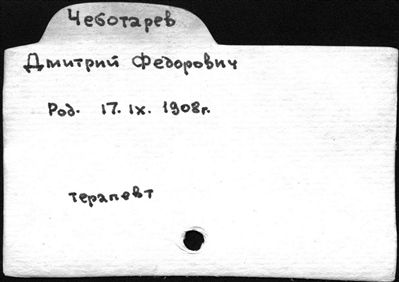 Чеботарев
Дмитрий Федорович
Род. 17.IX. 1908г.
терапевт